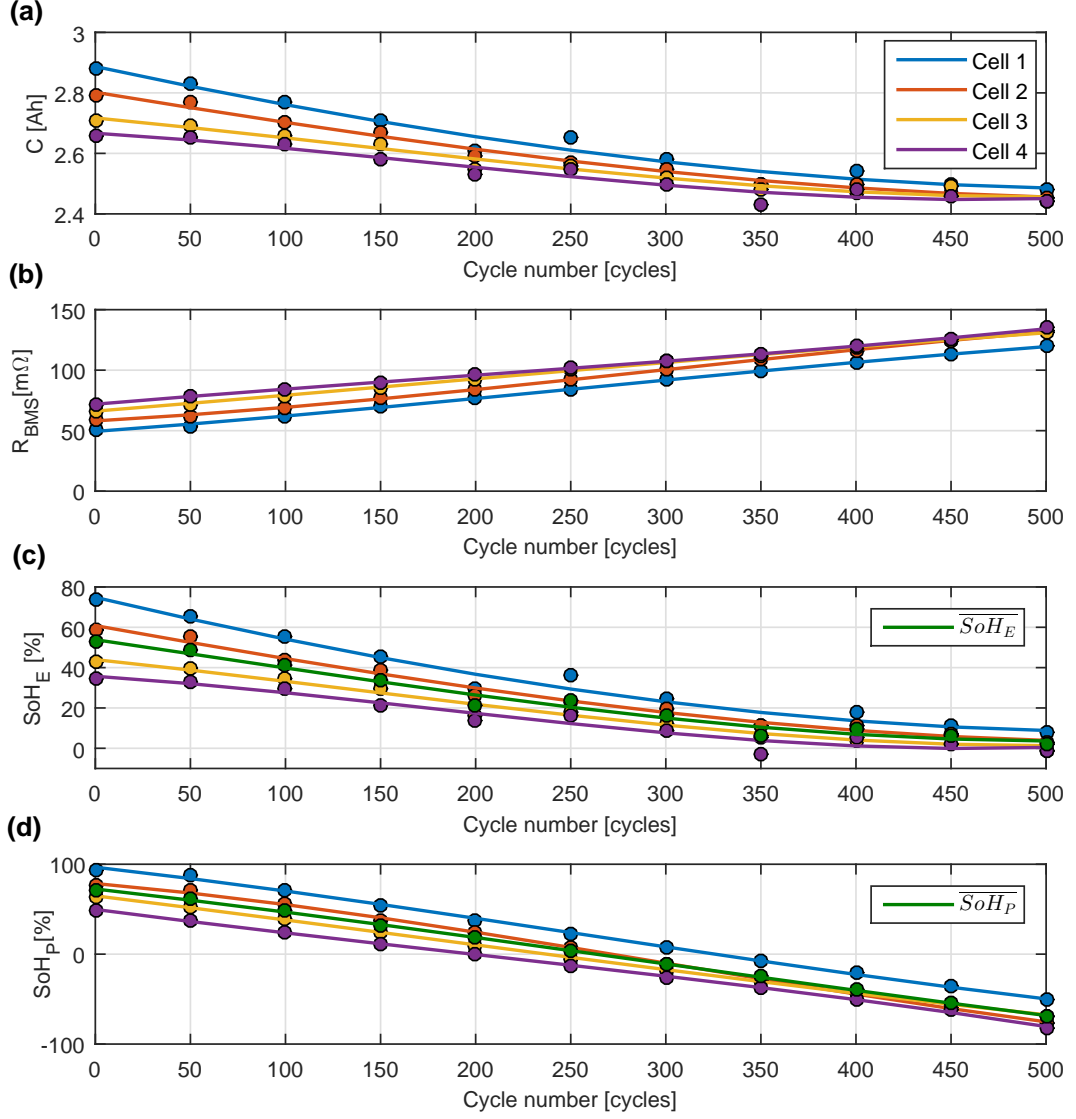 (a)
3
2.8
2.6
2.4
C [Ah]
Cell 1
Cell 2
Cell 3
Cell 4
0 50 100 150 200 250 300 350 400 450 500
Cycle number [cycles]
(b)
150
100
50
0
R_BMS[mΩ]
0 50 100 150 200 250 300 350 400 450 500
Cycle number [cycles]
(c)
80
60
40
20
0
SoH_E [%]
SoH_E
0 50 100 150 200 250 300 350 400 450 500
Cycle number [cycles]
(d)
100
0
-100
SoH_P[%]
SoH_P
0 50 100 150 200 250 300 350 400 450 500
Cycle number [cycles]